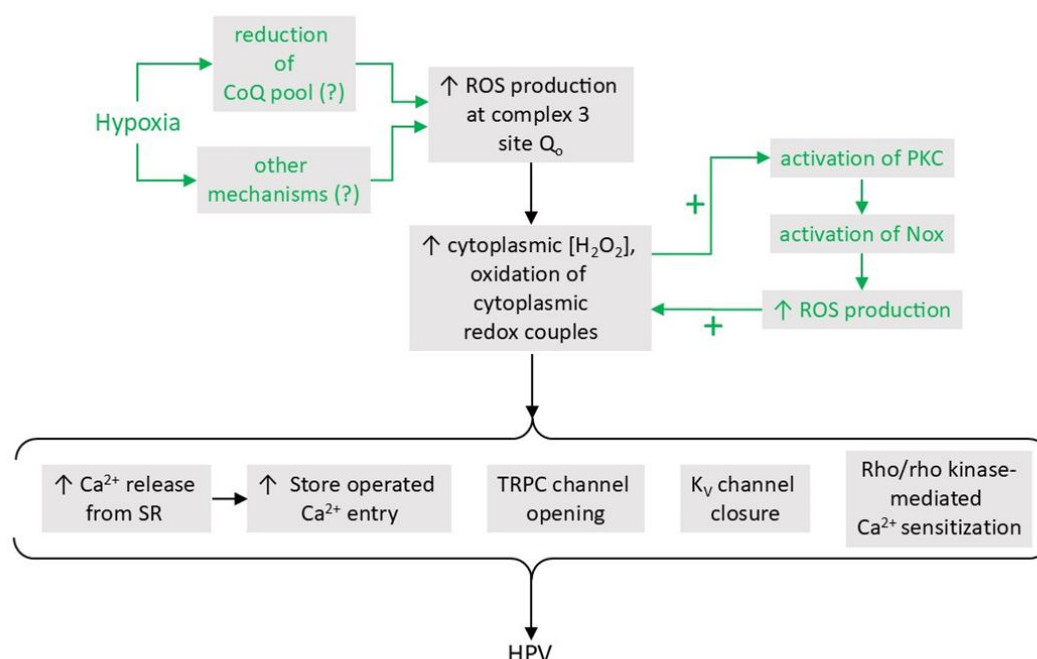 reduction
of
CoQ pool (?)
Hypoxia
other
mechanisms (?)
↑ ROS production
at complex 3
site Qₒ
activation of PKC
+
activation of Nox
↑ cytoplasmic [H₂O₂],
oxidation of
cytoplasmic
redox couples
↑ ROS production
+
↑ Ca²⁺ release
from SR
↑ Store operated
Ca²⁺ entry
TRPC channel
opening
Kᵥ channel
closure
Rho/rho kinase-
mediated
Ca²⁺ sensitization
HPV